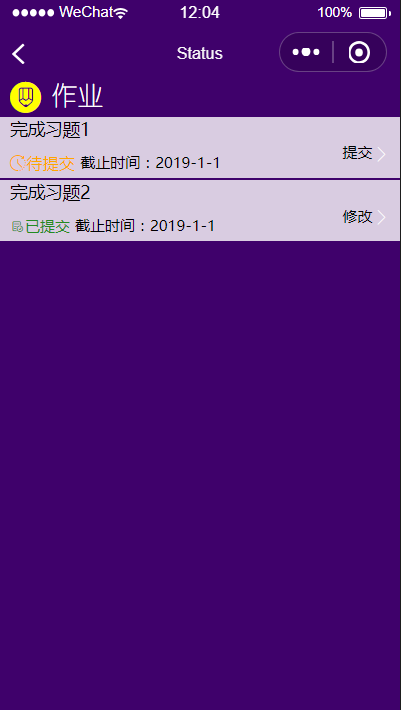 ●●●●● WeChat 12:04 100%
Status
作业
完成习题1
待提交 截止时间：2019-1-1 提交
完成习题2
已提交 截止时间：2019-1-1 修改